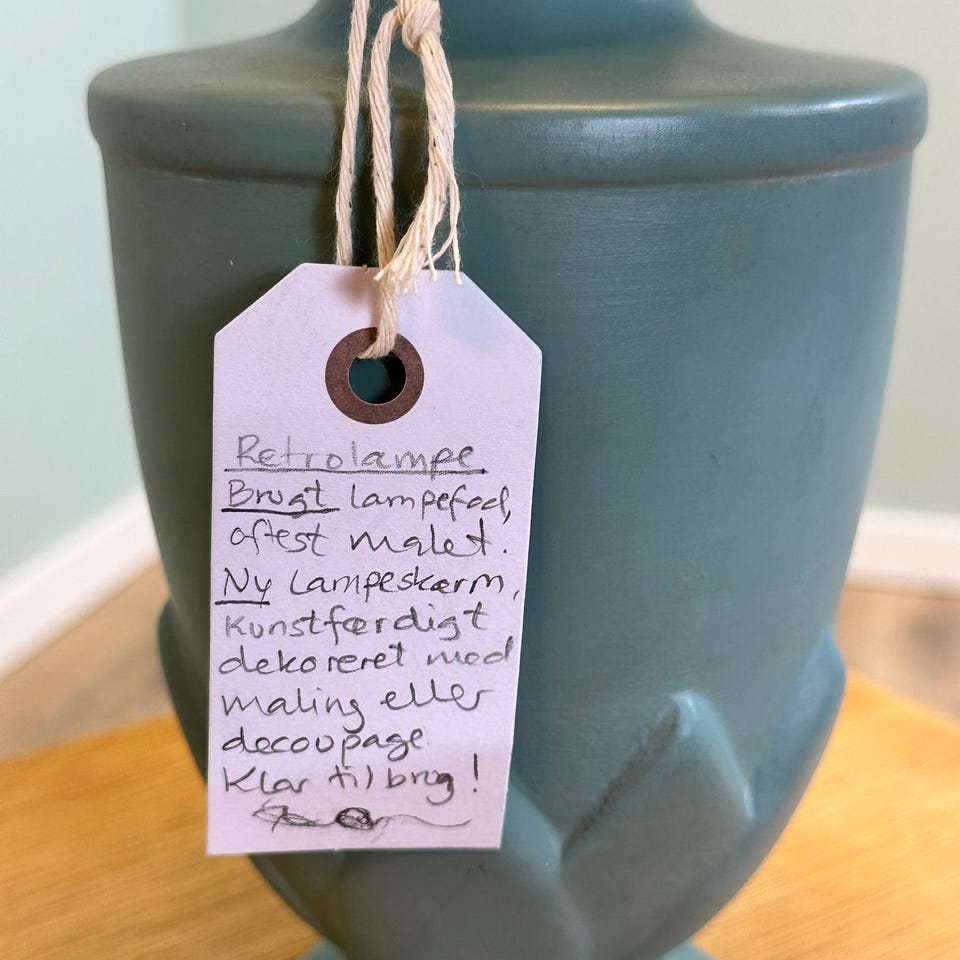 Retrolampe
Brugt lampefod,
oftest malet.
Ny Lampeskærm,
Kunstfærdigt
dekoreret med
maling eller
decoupage.
Klar til brug!